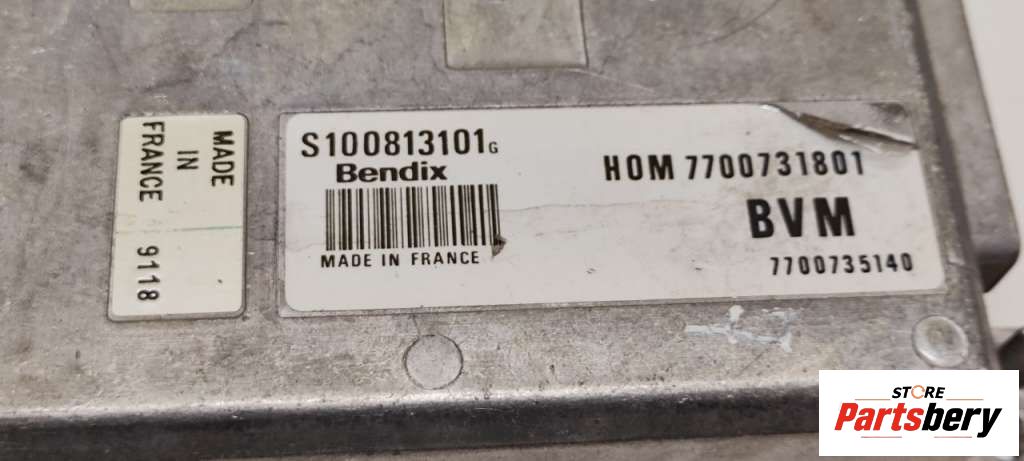 MADE
IN
FRANCE 9118
S100813101G
Bendix
MADE IN FRANCE
HOM 7700731801
BVM
7700735140
STORE
Partsbery